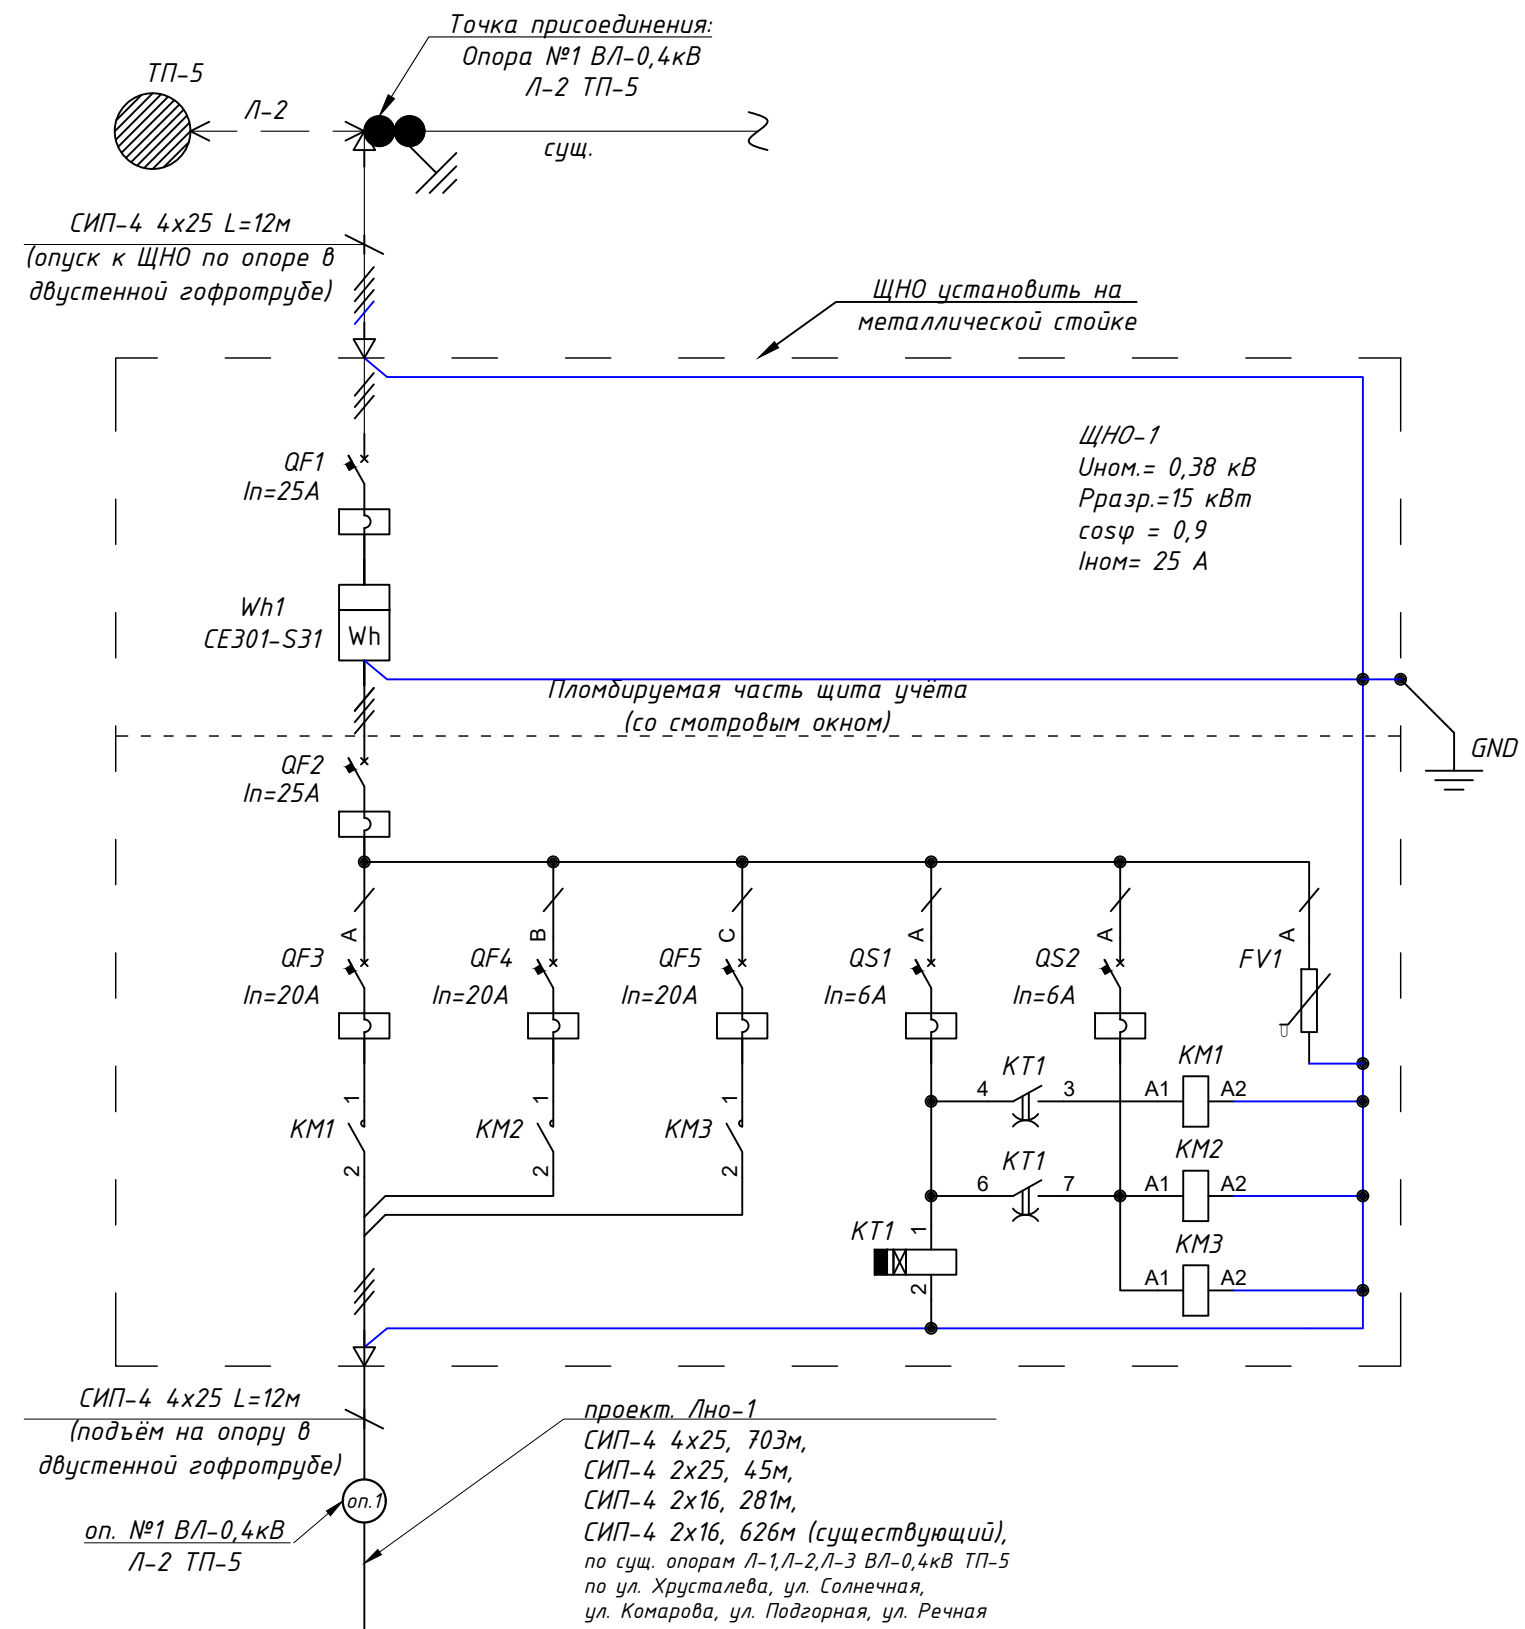 Точка присоединения:
Опора №1 ВЛ-0,4кВ
Л-2 ТП-5
ТП-5
Л-2
сущ.
СИП-4 4х25 L=12м
(опуск к ЩНО по опоре в
двустенной гофротрубе)
ЩНО установить на
металлической стойке
ЩНО-1
Uном.= 0,38 кВ
Рразр.=15 кВт
cosφ = 0,9
Iном= 25 А
QF1
In=25A
Wh1
CE301-S31
Wh
Пломбируемая часть щита учёта
(со смотровым окном)
GND
QF2
In=25A
A
B
C
A
A
A
QF3
In=20A
QF4
In=20A
QF5
In=20A
QS1
In=6A
QS2
In=6A
FV1
1
KM1
2
1
KM2
2
1
KM3
2
4
KT1
3
A1
KM1
A2
6
KT1
7
A1
KM2
A2
KT1
1
2
A1
KM3
A2
СИП-4 4х25 L=12м
(подъём на опору в
двустенной гофротрубе)
оп.1
оп. №1 ВЛ-0,4кВ
Л-2 ТП-5
проект. Лно-1
СИП-4 4х25, 703м,
СИП-4 2х25, 45м,
СИП-4 2х16, 281м,
СИП-4 2х16, 626м (существующий),
по сущ. опорам Л-1,Л-2,Л-3 ВЛ-0,4кВ ТП-5
по ул. Хрусталева, ул. Солнечная,
ул. Комарова, ул. Подгорная, ул. Речная